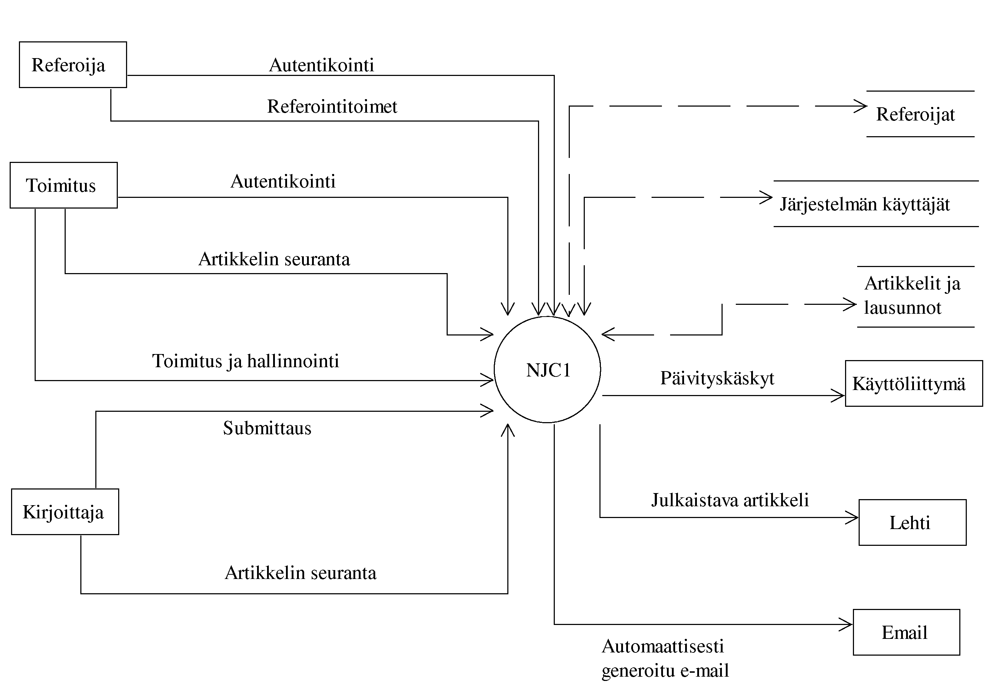 Referoija
Autentikointi
Referointitoimet
Referoijat
Toimitus
Autentikointi
Järjestelmän käyttäjät
Artikkelin seuranta
Artikkelit ja
lausunnot
Toimitus ja hallinnointi
NJC1
Päivityskäskyt
Käyttöliittymä
Submittaus
Kirjoittaja
Julkaistava artikkeli
Lehti
Artikkelin seuranta
Email
Automaattisesti
generoitu e-mail